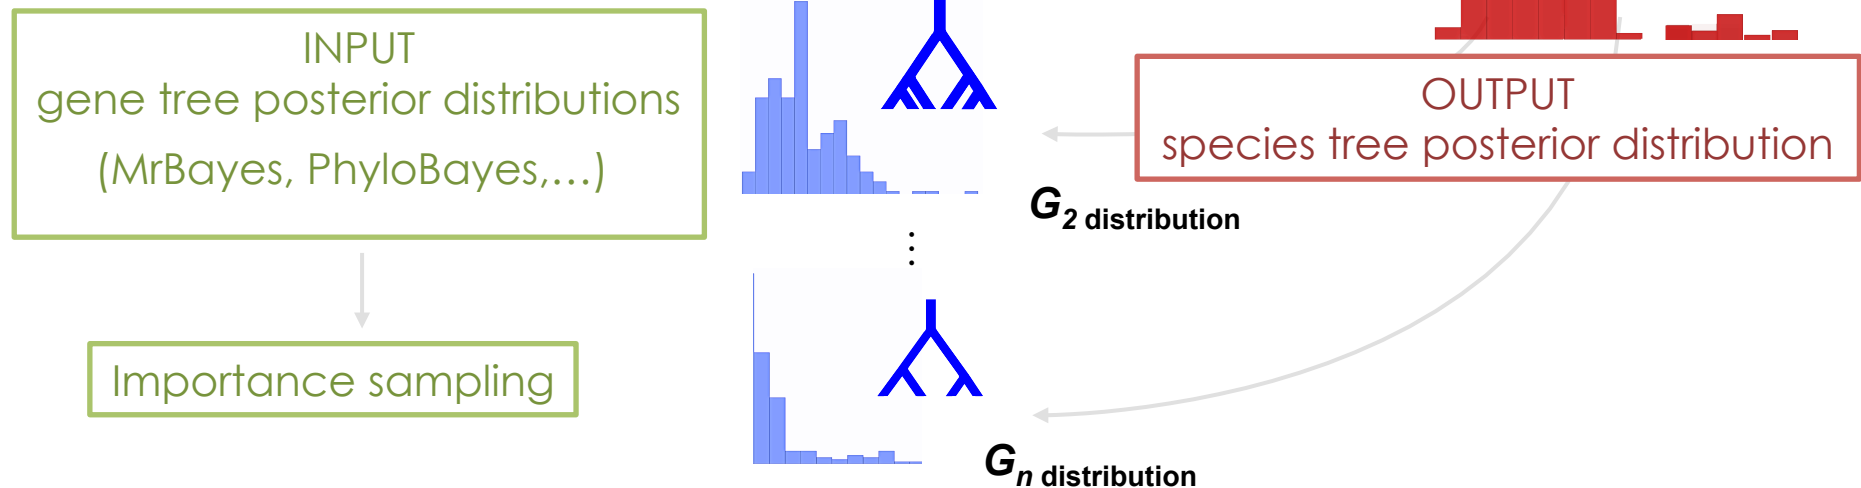 INPUT
gene tree posterior distributions
(MrBayes, PhyloBayes,…)
Importance sampling
G2 distribution
⋮
Gn distribution
OUTPUT
species tree posterior distribution